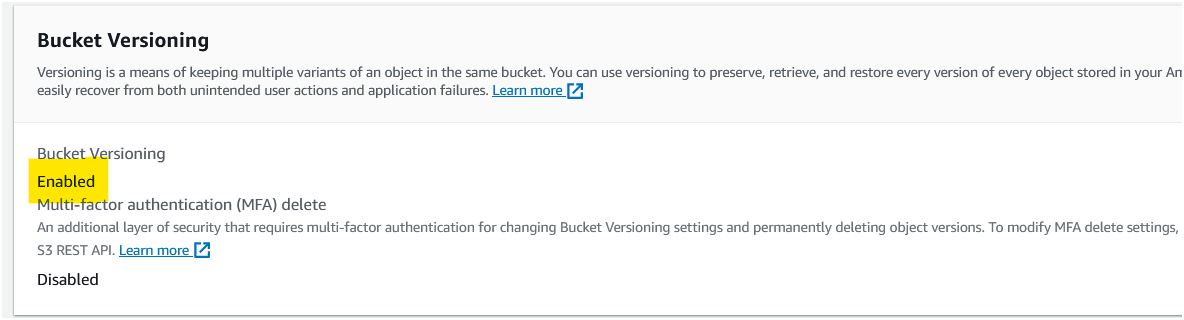 Bucket Versioning
Versioning is a means of keeping multiple variants of an object in the same bucket. You can use versioning to preserve, retrieve, and restore every version of every object stored in your
easily recover from both unintended user actions and application failures. Learn more
Bucket Versioning
Enabled
Multi-factor authentication (MFA) delete
An additional layer of security that requires multi-factor authentication for changing Bucket Versioning settings and permanently deleting object versions. To modify MFA delete settings,
S3 REST API. Learn more
Disabled